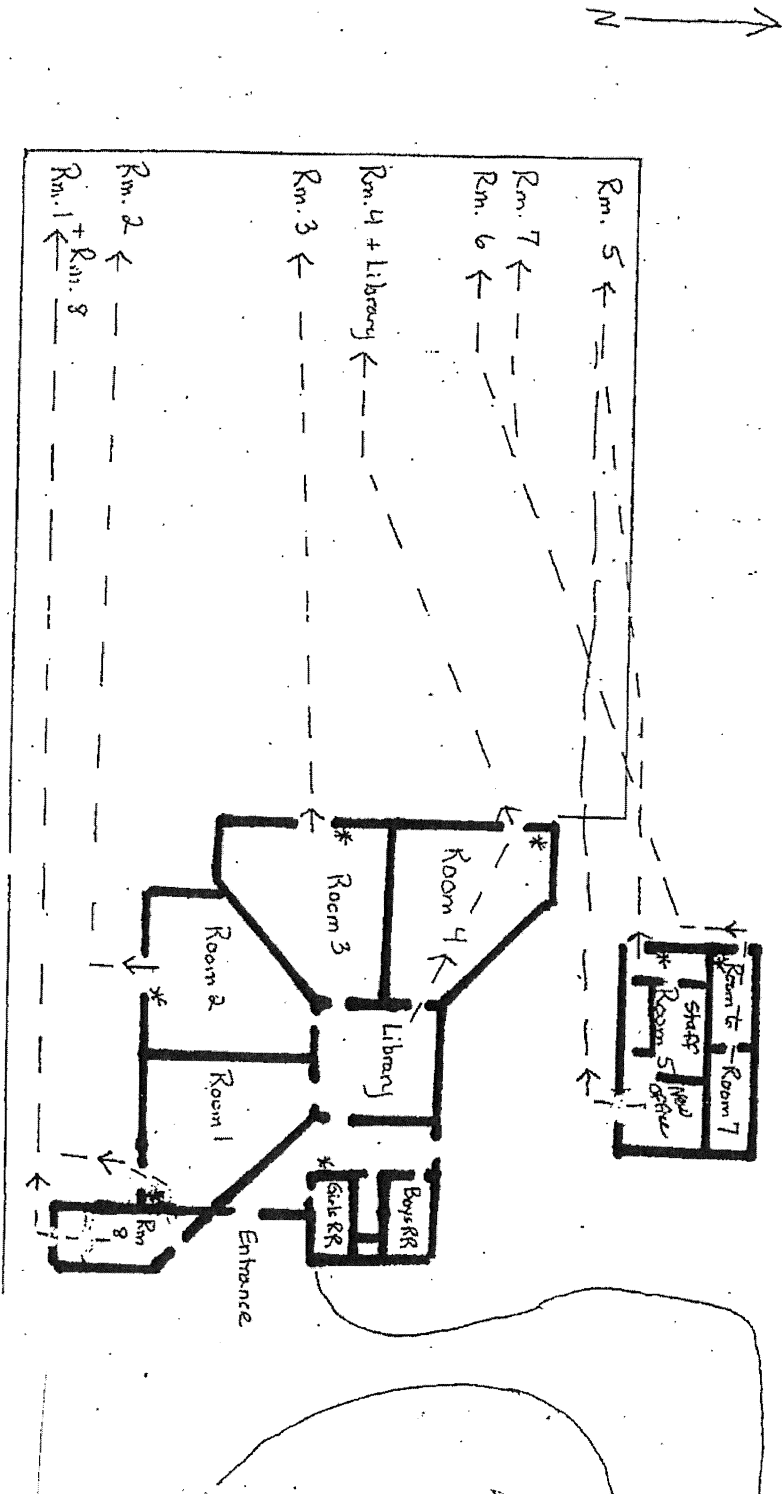 N
Rm. 5
Rm. 7
Rm. 6
Rm. 4 + Library
Rm. 3
Rm. 2
Rm. 1 + Rm. 8
Room 6
Room 7
Staff
New
Office
Room 5
Room 4
Room 3
Library
Boys RR
Girls RR
Room 2
Room 1
Entrance
Rm
8